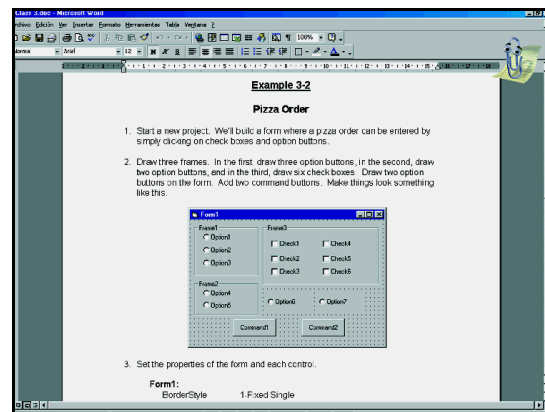 Class 3.doc - Microsoft Word
Archivo Edición Ver Insertar Formato Herramientas Tabla Ventana ?
Normal Arial 12 N K S 100%
Example 3-2
Pizza Order
1. Start a new project. We'll build a form where a pizza order can be entered by
simply clicking on check boxes and option buttons.
2. Draw three frames. In the first, draw three option buttons, in the second, draw
two option buttons, and in the third, draw six check boxes. Draw two option
buttons on the form. Add two command buttons. Make things look something
like this.
Form1
Frame1 Frame3
Option1 Check1 Check4
Option2 Check2 Check5
Option3 Check3 Check6
Frame2
Option4 Option6 Option7
Option5
Command1 Command2
3. Set the properties of the form and each control.
Form1:
BorderStyle 1-Fixed Single